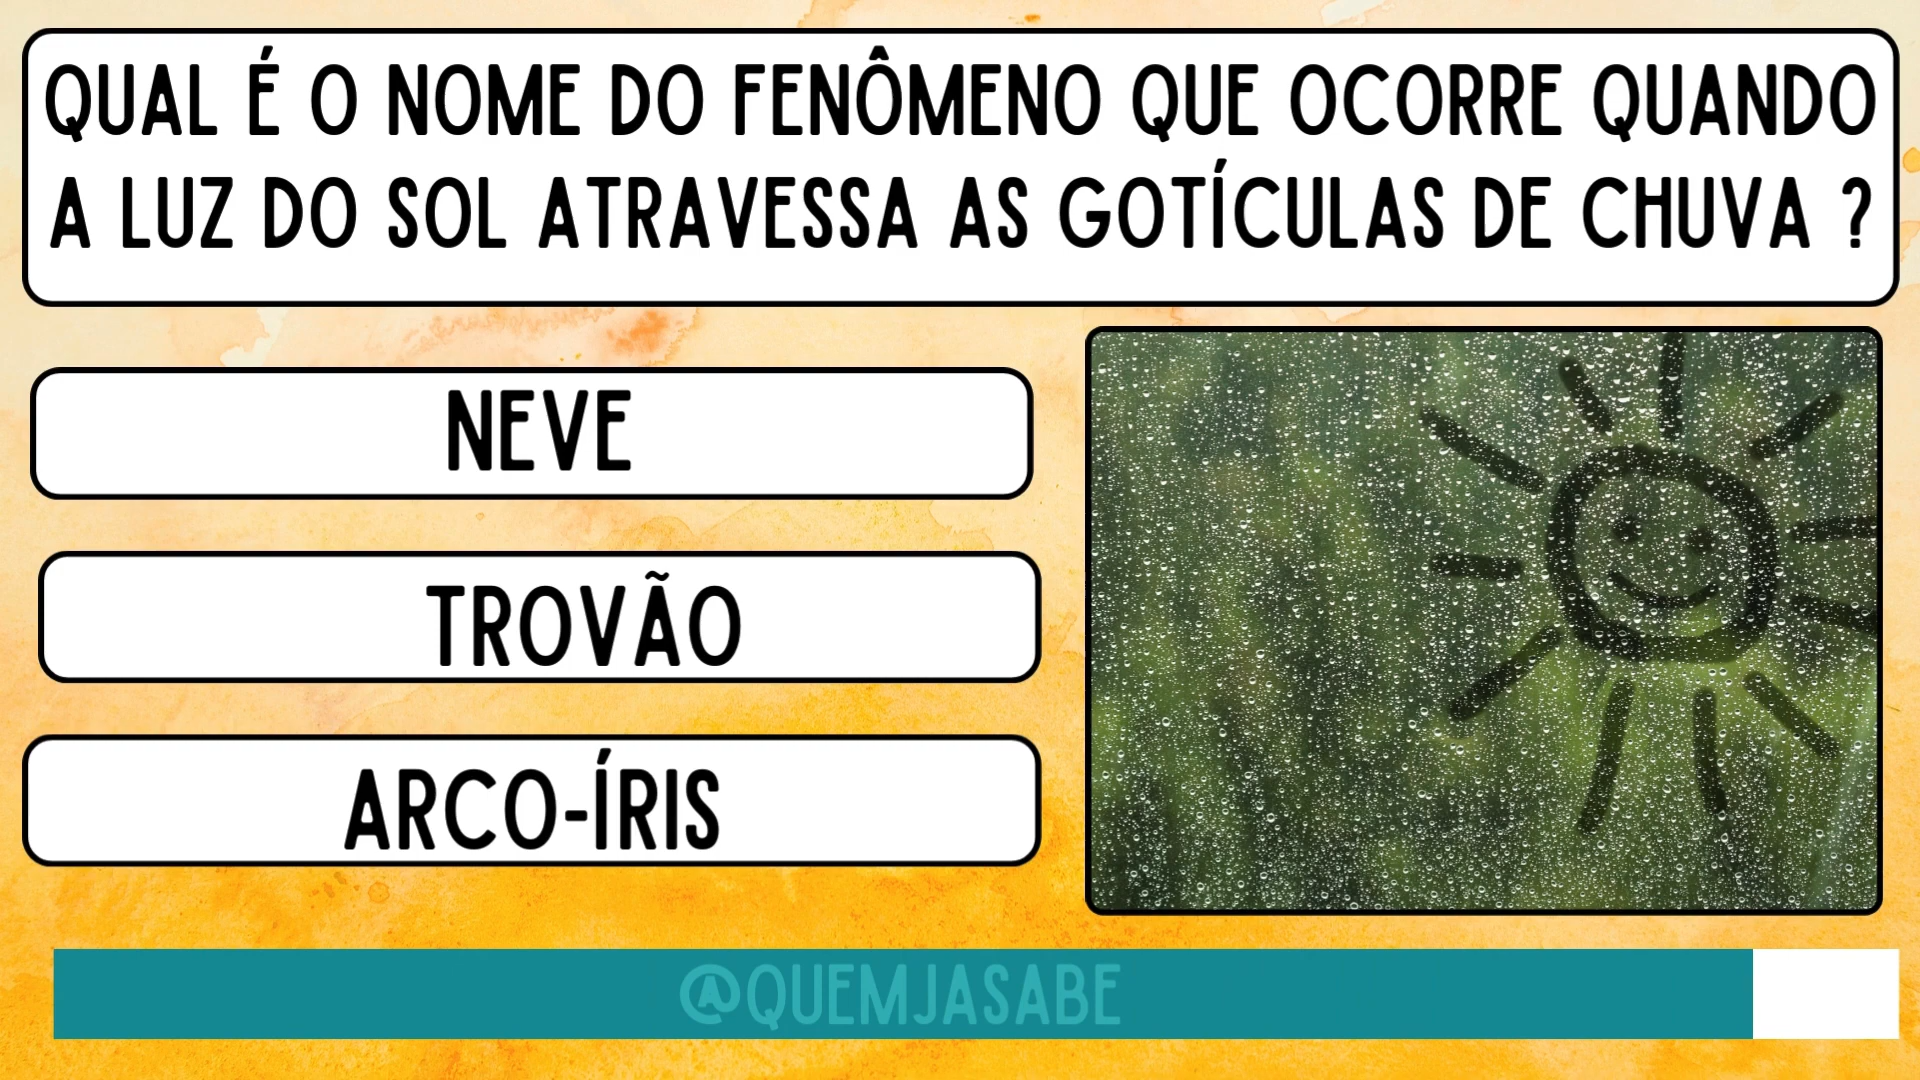 QUAL É O NOME DO FENÔMENO QUE OCORRE QUANDO
A LUZ DO SOL ATRAVESSA AS GOTÍCULAS DE CHUVA ?
NEVE
TROVÃO
ARCO-ÍRIS
@QUEMJASABE